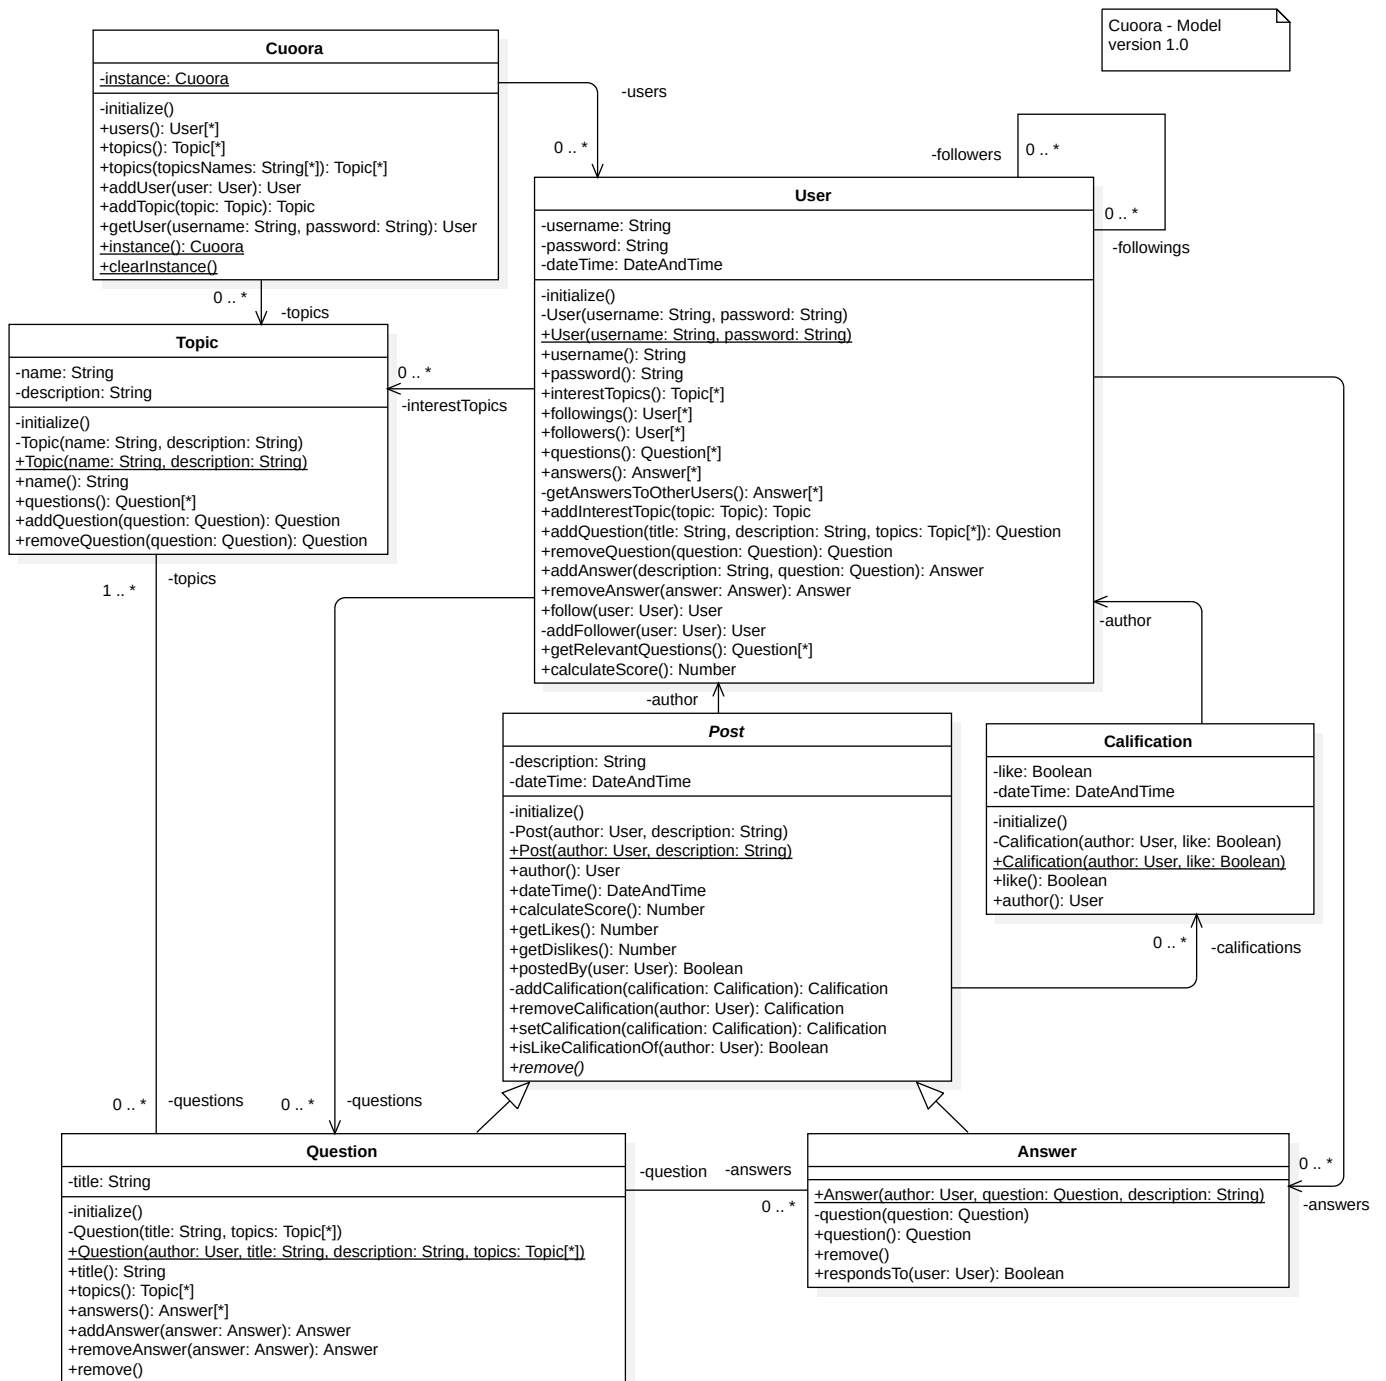 Cuoora - Model
version 1.0
Cuoora
-instance: Cuoora
-initialize()
+users(): User[*]
+topics(): Topic[*]
+topics(topicsNames: String[*]): Topic[*]
+addUser(user: User): User
+addTopic(topic: Topic): Topic
+getUser(username: String, password: String): User
+instance(): Cuoora
+clearInstance()
-users
0 .. *
-followers
0 .. *
0 .. *
-followings
0 .. *
-topics
User
-username: String
-password: String
-dateTime: DateAndTime
-initialize()
-User(username: String, password: String)
+User(username: String, password: String)
+username(): String
+password(): String
+interestTopics(): Topic[*]
+followings(): User[*]
+followers(): User[*]
+questions(): Question[*]
+answers(): Answer[*]
-getAnswersToOtherUsers(): Answer[*]
+addInterestTopic(topic: Topic): Topic
+addQuestion(title: String, description: String, topics: Topic[*]): Question
+removeQuestion(question: Question): Question
+addAnswer(description: String, question: Question): Answer
+removeAnswer(answer: Answer): Answer
+follow(user: User): User
-addFollower(user: User): User
+getRelevantQuestions(): Question[*]
+calculateScore(): Number
Topic
-name: String
-description: String
-initialize()
-Topic(name: String, description: String)
+Topic(name: String, description: String)
+name(): String
+questions(): Question[*]
+addQuestion(question: Question): Question
+removeQuestion(question: Question): Question
0 .. *
-interestTopics
-topics
1 .. *
-author
-author
Post
-description: String
-dateTime: DateAndTime
-initialize()
-Post(author: User, description: String)
+Post(author: User, description: String)
+author(): User
+dateTime(): DateAndTime
+calculateScore(): Number
+getLikes(): Number
+getDislikes(): Number
+postedBy(user: User): Boolean
-addCalification(calification: Calification): Calification
+removeCalification(author: User): Calification
+setCalification(calification: Calification): Calification
+isLikeCalificationOf(author: User): Boolean
+remove()
Calification
-like: Boolean
-dateTime: DateAndTime
-initialize()
-Calification(author: User, like: Boolean)
+Calification(author: User, like: Boolean)
+like(): Boolean
+author(): User
0 .. *
-califications
0 .. *
-questions
0 .. *
-questions
Question
-title: String
-initialize()
-Question(title: String, topics: Topic[*])
+Question(author: User, title: String, description: String, topics: Topic[*])
+title(): String
+topics(): Topic[*]
+answers(): Answer[*]
+addAnswer(answer: Answer): Answer
+removeAnswer(answer: Answer): Answer
+remove()
-question
-answers
0 .. *
Answer
+Answer(author: User, question: Question, description: String)
-question(question: Question)
+question(): Question
+remove()
+respondsTo(user: User): Boolean
0 .. *
-answers